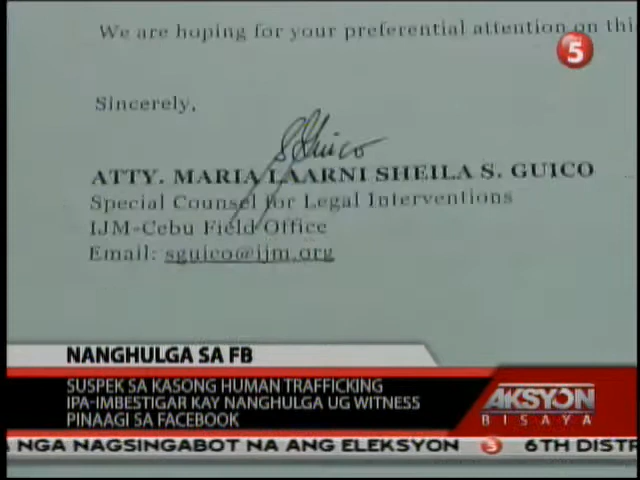 We are hoping for your preferential attention on thi
5
Sincerely,
SGuico
ATTY. MARIA LAARNI SHEILA S. GUICO
Special Counsel for Legal Interventions
IJM-Cebu Field Office
Email: sguico@ijm.org
NANGHULGA SA FB
SUSPEK SA KASONG HUMAN TRAFFICKING
IPA-IMBESTIGAR KAY NANGHULGA UG WITNESS
PINAAGI SA FACEBOOK
AKSYON
BISAYA
NGA NAGSINGABOT NA ANG ELEKSYON 5 6TH DISTR